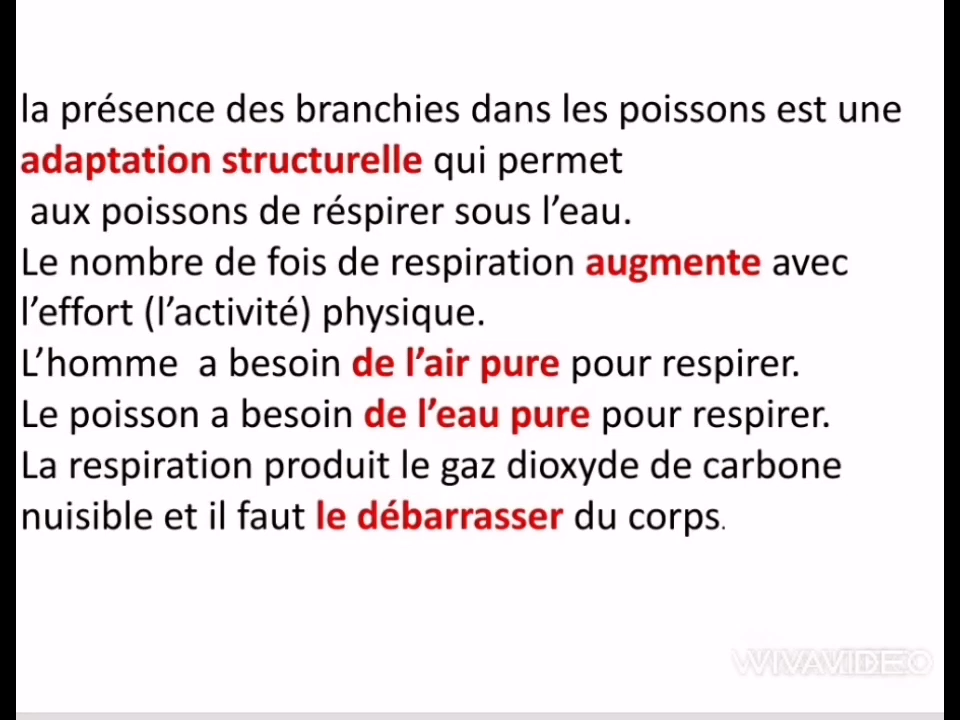 la présence des branchies dans les poissons est une
adaptation structurelle qui permet
aux poissons de réspirer sous l’eau.
Le nombre de fois de respiration augmente avec
l’effort (l’activité) physique.
L’homme a besoin de l’air pure pour respirer.
Le poisson a besoin de l’eau pure pour respirer.
La respiration produit le gaz dioxyde de carbone
nuisible et il faut le débarrasser du corps.
VIVAVIDEO